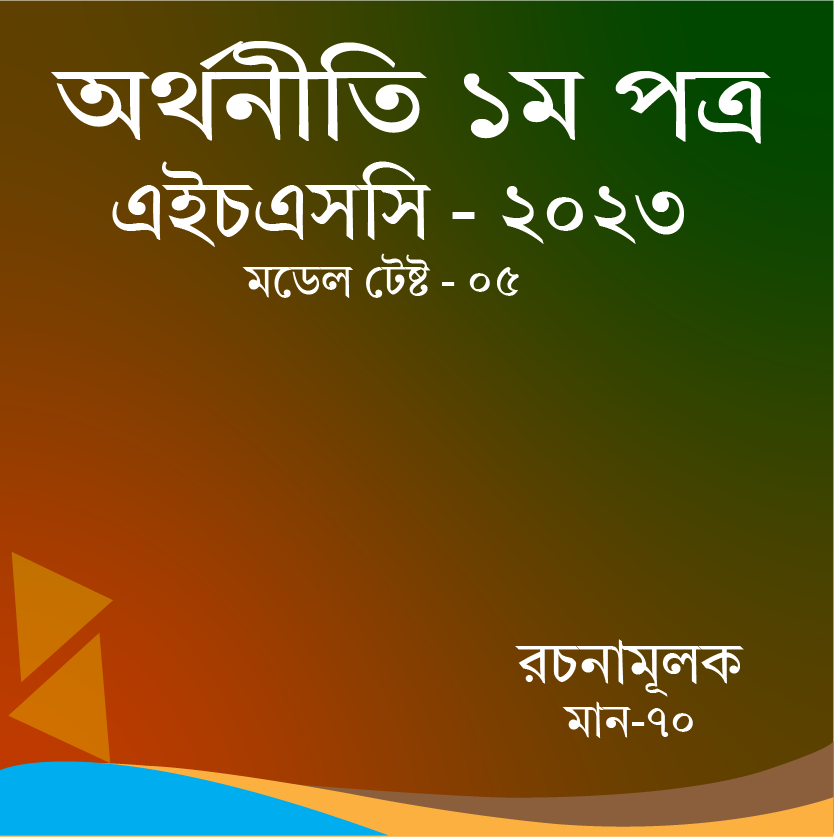 অর্থনীতি ১ম পত্র
এইচএসসি - ২০২৩
মডেল টেষ্ট - ০৫
রচনামূলক
মান-৭০